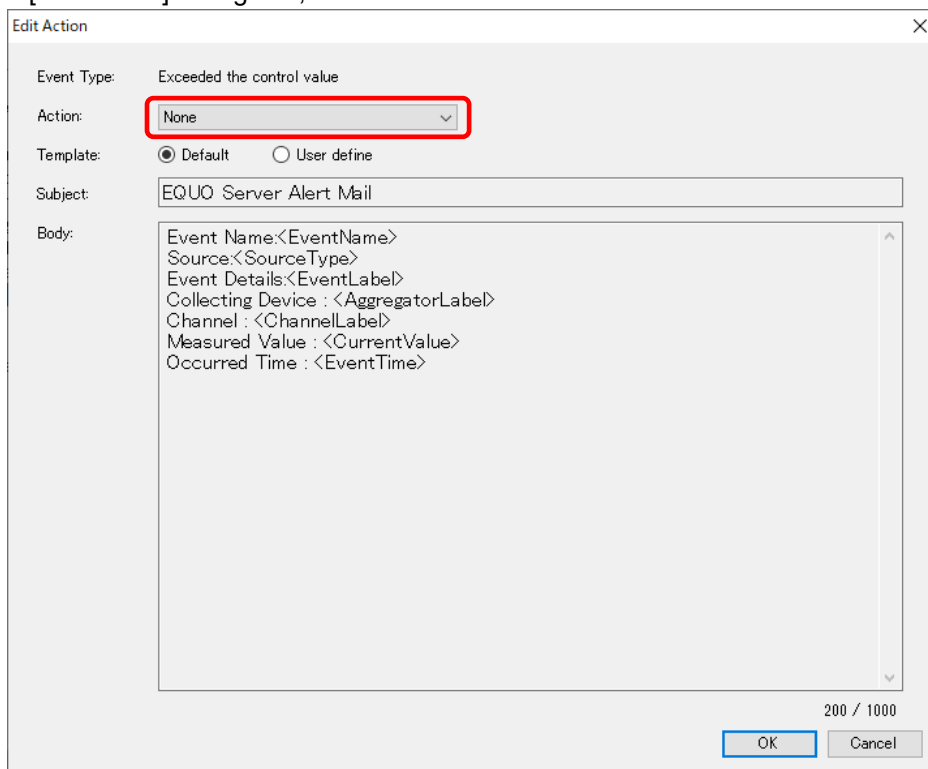 Edit Action
Event Type: Exceeded the control value
Action: None
Template: Default User define
Subject: EQUO Server Alert Mail
Body: Event Name:<EventName>
Source:<SourceType>
Event Details:<EventLabel>
Collecting Device : <AggregatorLabel>
Channel : <ChannelLabel>
Measured Value : <CurrentValue>
Occurred Time : <EventTime>
200 / 1000
OK Cancel